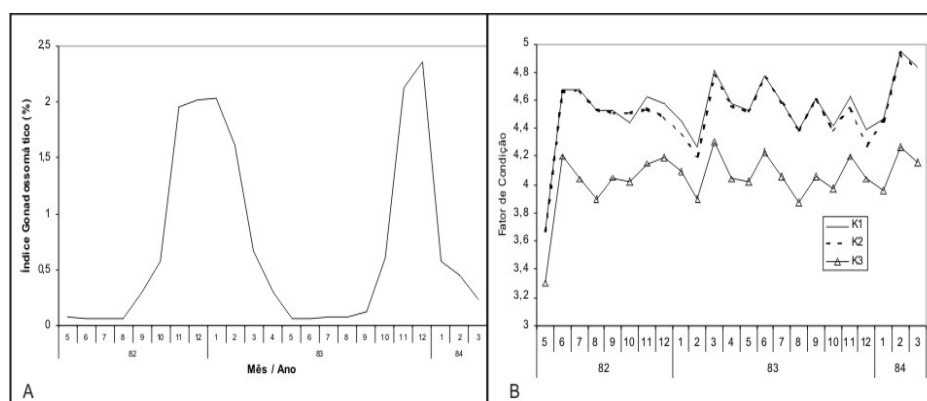 Índice Gonadossomático (%)
2,5
2
1,5
1
0,5
0
5 6 7 8 9 10 11 12 1 2 3 4 5 6 7 8 9 10 11 12 1 2 3
82 83 84
Mês / Ano
A
Fator de Condição
5
4,8
4,6
4,4
4,2
4
3,8
3,6
3,4
3,2
3
K1
K2
K3
5 6 7 8 9 10 11 12 1 2 3 4 5 6 7 8 9 10 11 12 1 2 3
82 83 84
B